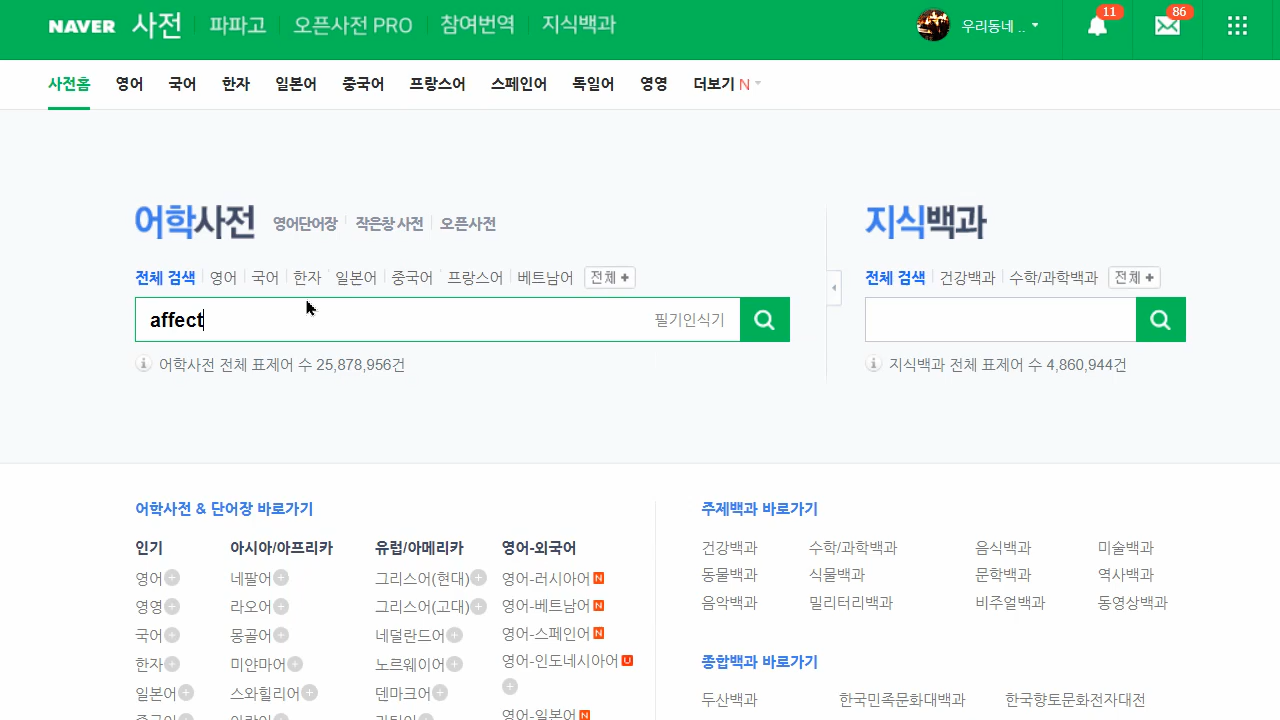 NAVER 사전 파파고 오픈사전 PRO 참여번역 지식백과 우리동네 .. 11 86
사전홈 영어 국어 한자 일본어 중국어 프랑스어 스페인어 독일어 영영 더보기 N
어학사전 영어단어장 작은창 사전 오픈사전
전체 검색 영어 국어 한자 일본어 중국어 프랑스어 베트남어 전체 +
affect 필기인식기
어학사전 전체 표제어 수 25,878,956건
지식백과
전체 검색 건강백과 수학/과학백과 전체 +
지식백과 전체 표제어 수 4,860,944건
어학사전 & 단어장 바로가기
인기 아시아/아프리카 유럽/아메리카 영어-외국어
영어 네팔어 그리스어(현대) 영어-러시아어 N
영영 라오어 그리스어(고대) 영어-베트남어 N
국어 몽골어 네덜란드어 영어-스페인어 N
한자 미얀마어 노르웨이어 영어-인도네시아어 U
일본어 스와힐리어 덴마크어
영어-일본어 N
주제백과 바로가기
건강백과 수학/과학백과 음식백과 미술백과
동물백과 식물백과 문학백과 역사백과
음악백과 밀리터리백과 비주얼백과 동영상백과
종합백과 바로가기
두산백과 한국민족문화대백과 한국향토문화전자대전